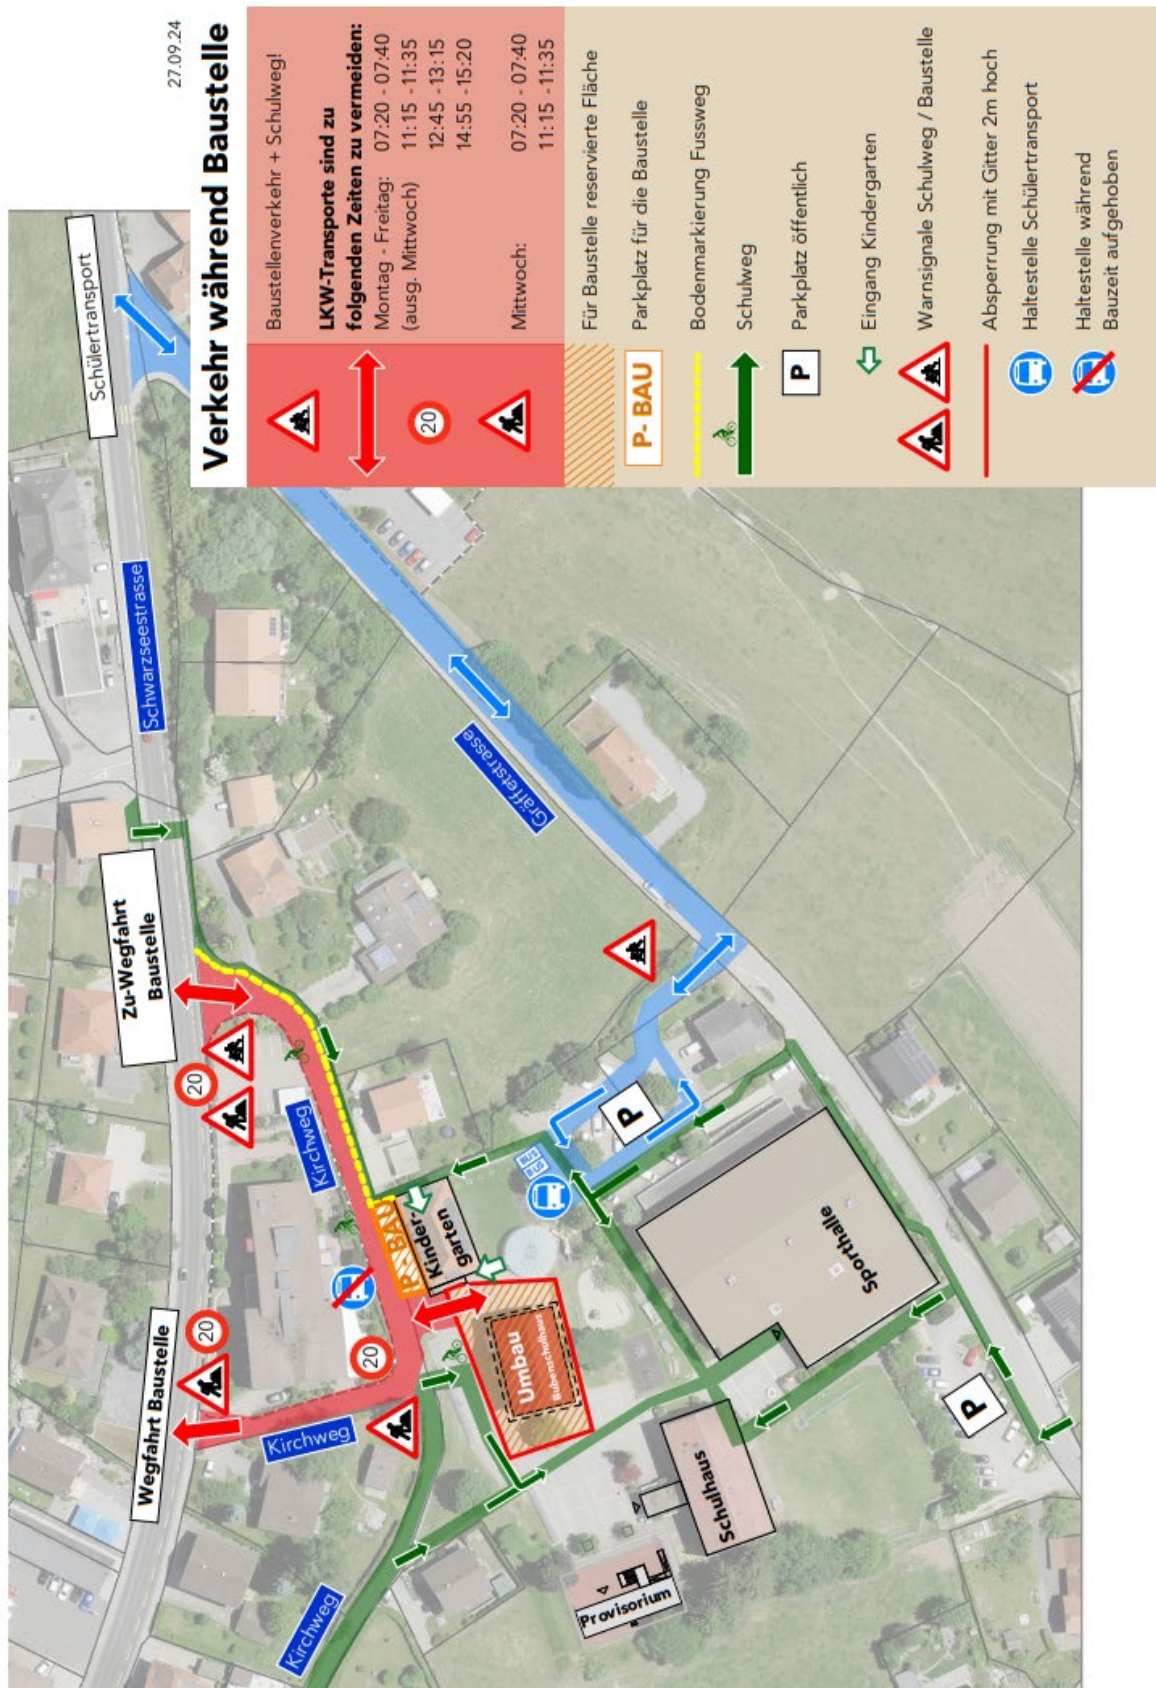 27.09.24
Verkehr während Baustelle
Baustellenverkehr + Schulweg!
LKW-Transporte sind zu
folgenden Zeiten zu vermeiden:
Montag - Freitag: 07:20 - 07:40
(ausg. Mittwoch) 11:15 - 11:35
12:45 - 13:15
14:55 - 15:20
20
Mittwoch: 07:20 - 07:40
11:15 - 11:35
Für Baustelle reservierte Fläche
P- BAU Parkplatz für die Baustelle
Bodenmarkierung Fussweg
Schulweg
P Parkplatz öffentlich
Eingang Kindergarten
Warnsignale Schulweg / Baustelle
Absperrung mit Gitter 2m hoch
Haltestelle Schülertransport
Haltestelle während
Bauzeit aufgehoben
Schülertransport
Schwarzseestrasse
Zu-Wegfahrt
Baustelle
Wegfahrt Baustelle
20
20
20
Kirchweg
Kirchweg
Kirchweg
Gräffetstrasse
P-BAU
Kinder-
garten
Umbau
Bubenschulhaus
P
Sporthalle
Schulhaus
Provisorium
P